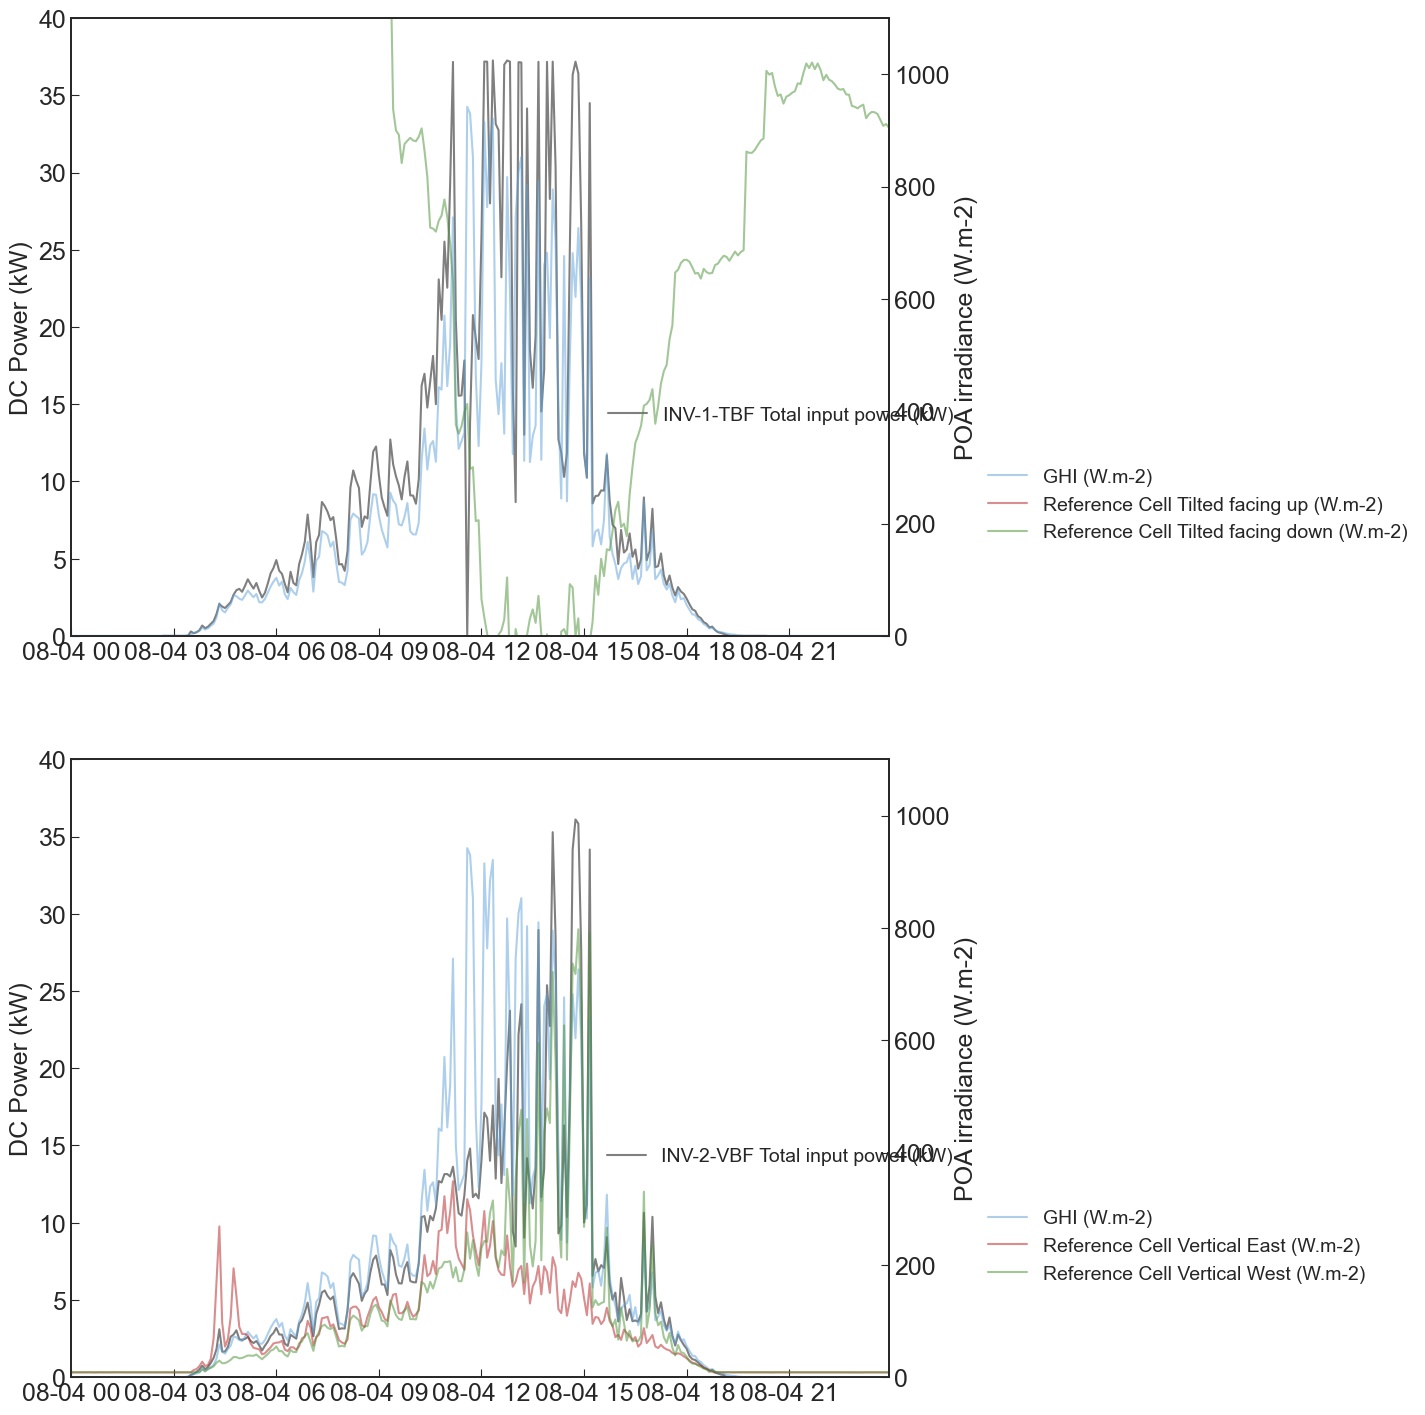 40
35
30
25
20
15
10
5
0
DC Power (kW)
1000
800
600
400
200
0
POA irradiance (W.m-2)
INV-1-TBF Total input power (kW)
GHI (W.m-2)
Reference Cell Tilted facing up (W.m-2)
Reference Cell Tilted facing down (W.m-2)
08-04 00 08-04 03 08-04 06 08-04 09 08-04 12 08-04 15 08-04 18 08-04 21
40
35
30
25
20
15
10
5
0
DC Power (kW)
1000
800
600
400
200
0
POA irradiance (W.m-2)
INV-2-VBF Total input power (kW)
GHI (W.m-2)
Reference Cell Vertical East (W.m-2)
Reference Cell Vertical West (W.m-2)
08-04 00 08-04 03 08-04 06 08-04 09 08-04 12 08-04 15 08-04 18 08-04 21